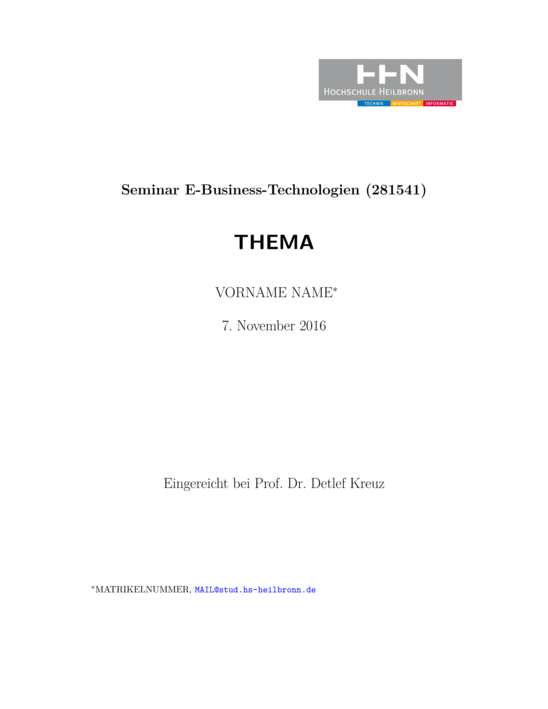 HHN
HOCHSCHULE HEILBRONN
TECHNIK WIRTSCHAFT INFORMATIK
Seminar E-Business-Technologien (281541)
THEMA
VORNAME NAME*
7. November 2016
Eingereicht bei Prof. Dr. Detlef Kreuz
*MATRIKELNUMMER, MAIL@stud.hs-heilbronn.de